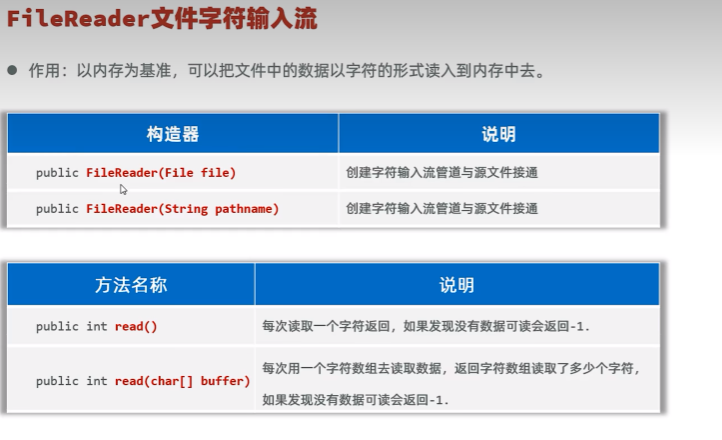 FileReader文件字符输入流
● 作用：以内存为基准，可以把文件中的数据以字符的形式读入到内存中去。
构造器 说明
public FileReader(File file) 创建字符输入流管道与源文件接通
public FileReader(String pathname) 创建字符输入流管道与源文件接通
方法名称 说明
public int read() 每次读取一个字符返回，如果发现没有数据可读会返回-1.
public int read(char[] buffer) 每次用一个字符数组去读取数据，返回字符数组读取了多少个字符，
如果发现没有数据可读会返回-1.